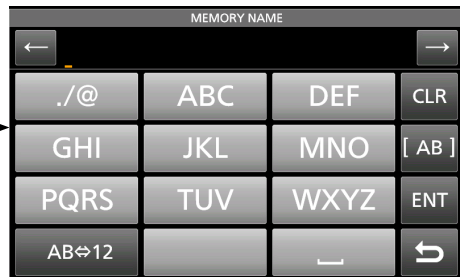 MEMORY NAME
← →
./@ ABC DEF CLR
GHI JKL MNO [ AB ]
PQRS TUV WXYZ ENT
AB⇔12